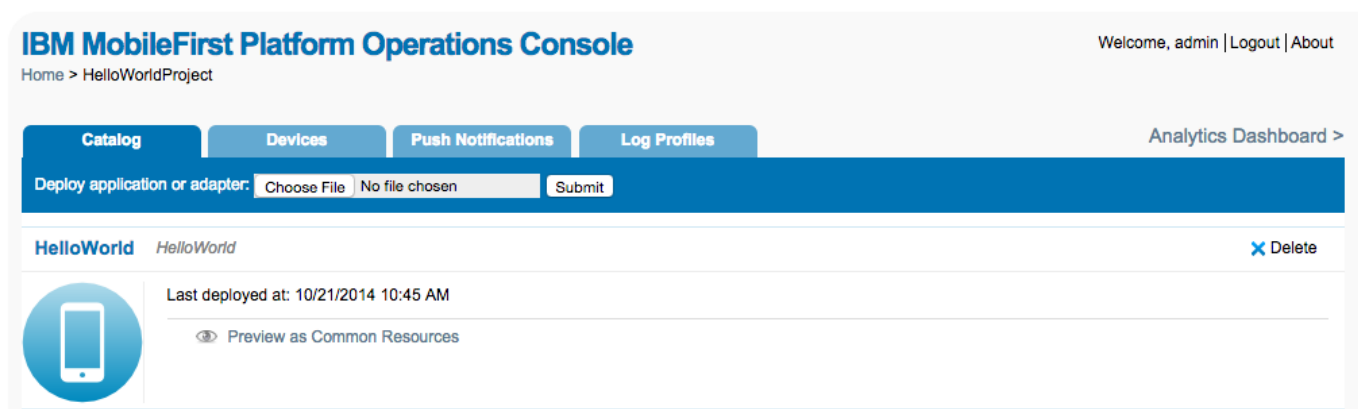 IBM MobileFirst Platform Operations Console
Welcome, admin | Logout | About
Home > HelloWorldProject
Catalog Devices Push Notifications Log Profiles Analytics Dashboard >
Deploy application or adapter: Choose File No file chosen Submit
HelloWorld HelloWorld Delete
Last deployed at: 10/21/2014 10:45 AM
Preview as Common Resources